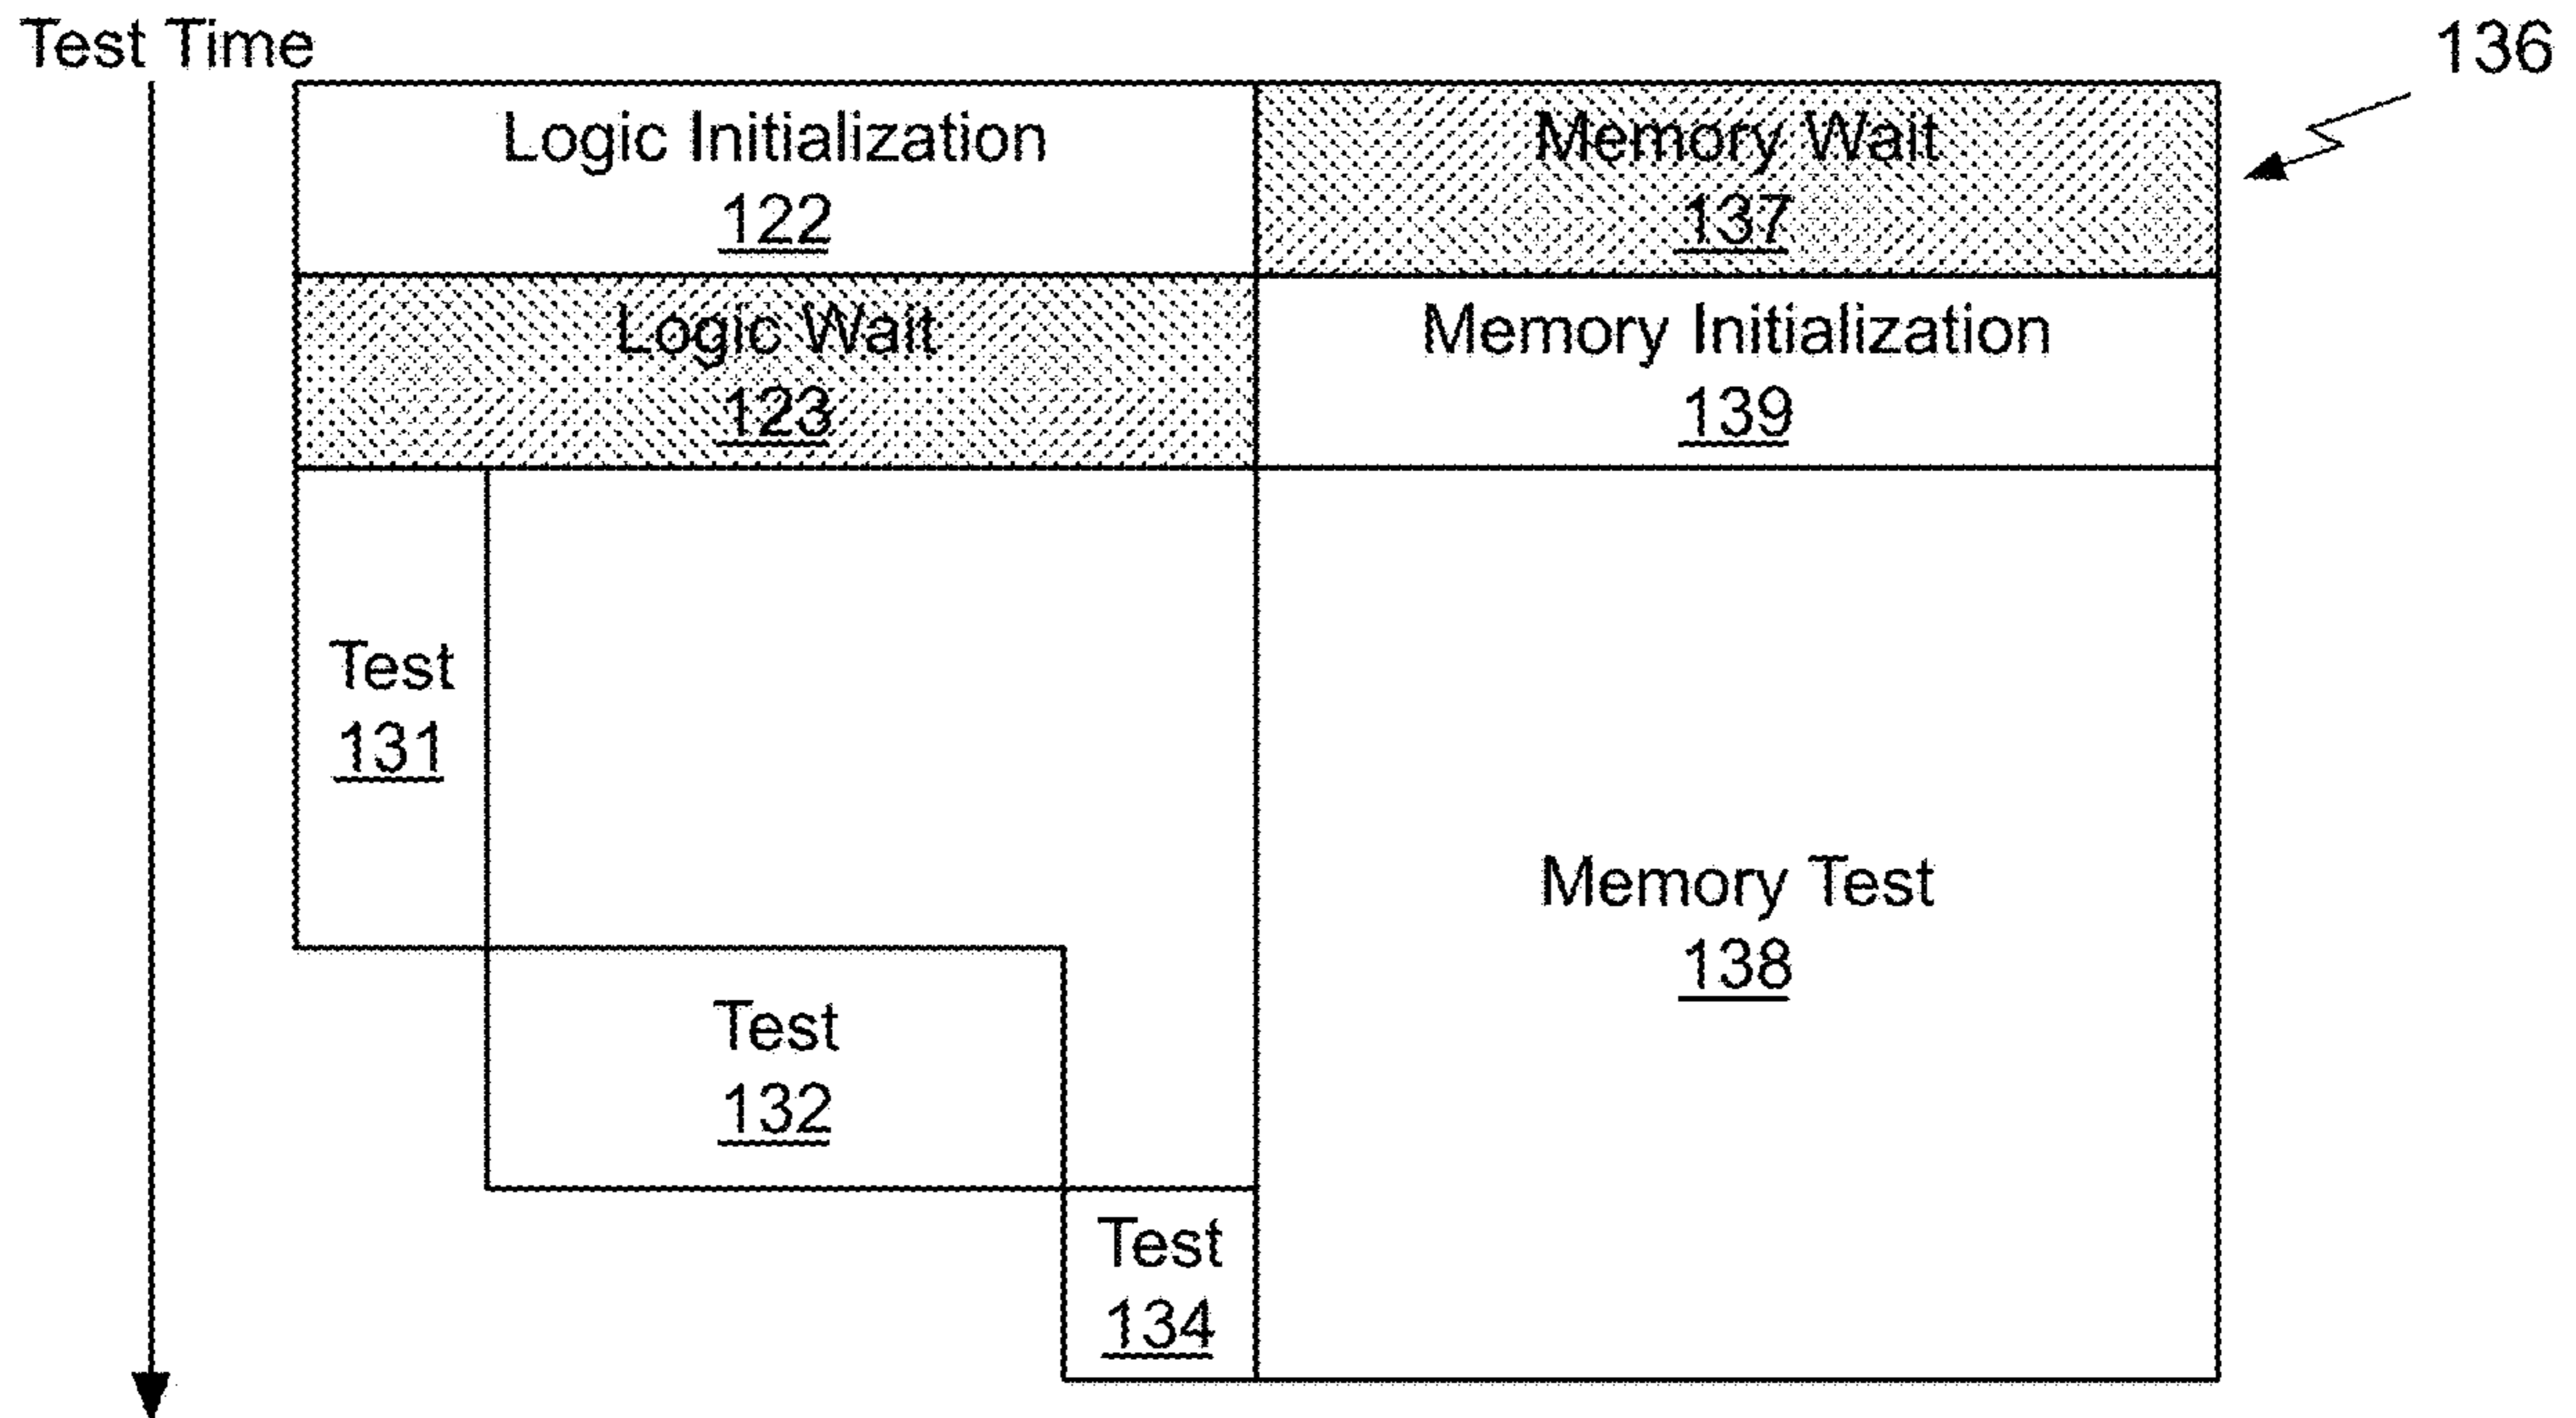 Test Time
136
Logic Initialization
122
Memory Wait
137
Logic Wait
123
Memory Initialization
139
Test
131
Memory Test
138
Test
132
Test
134